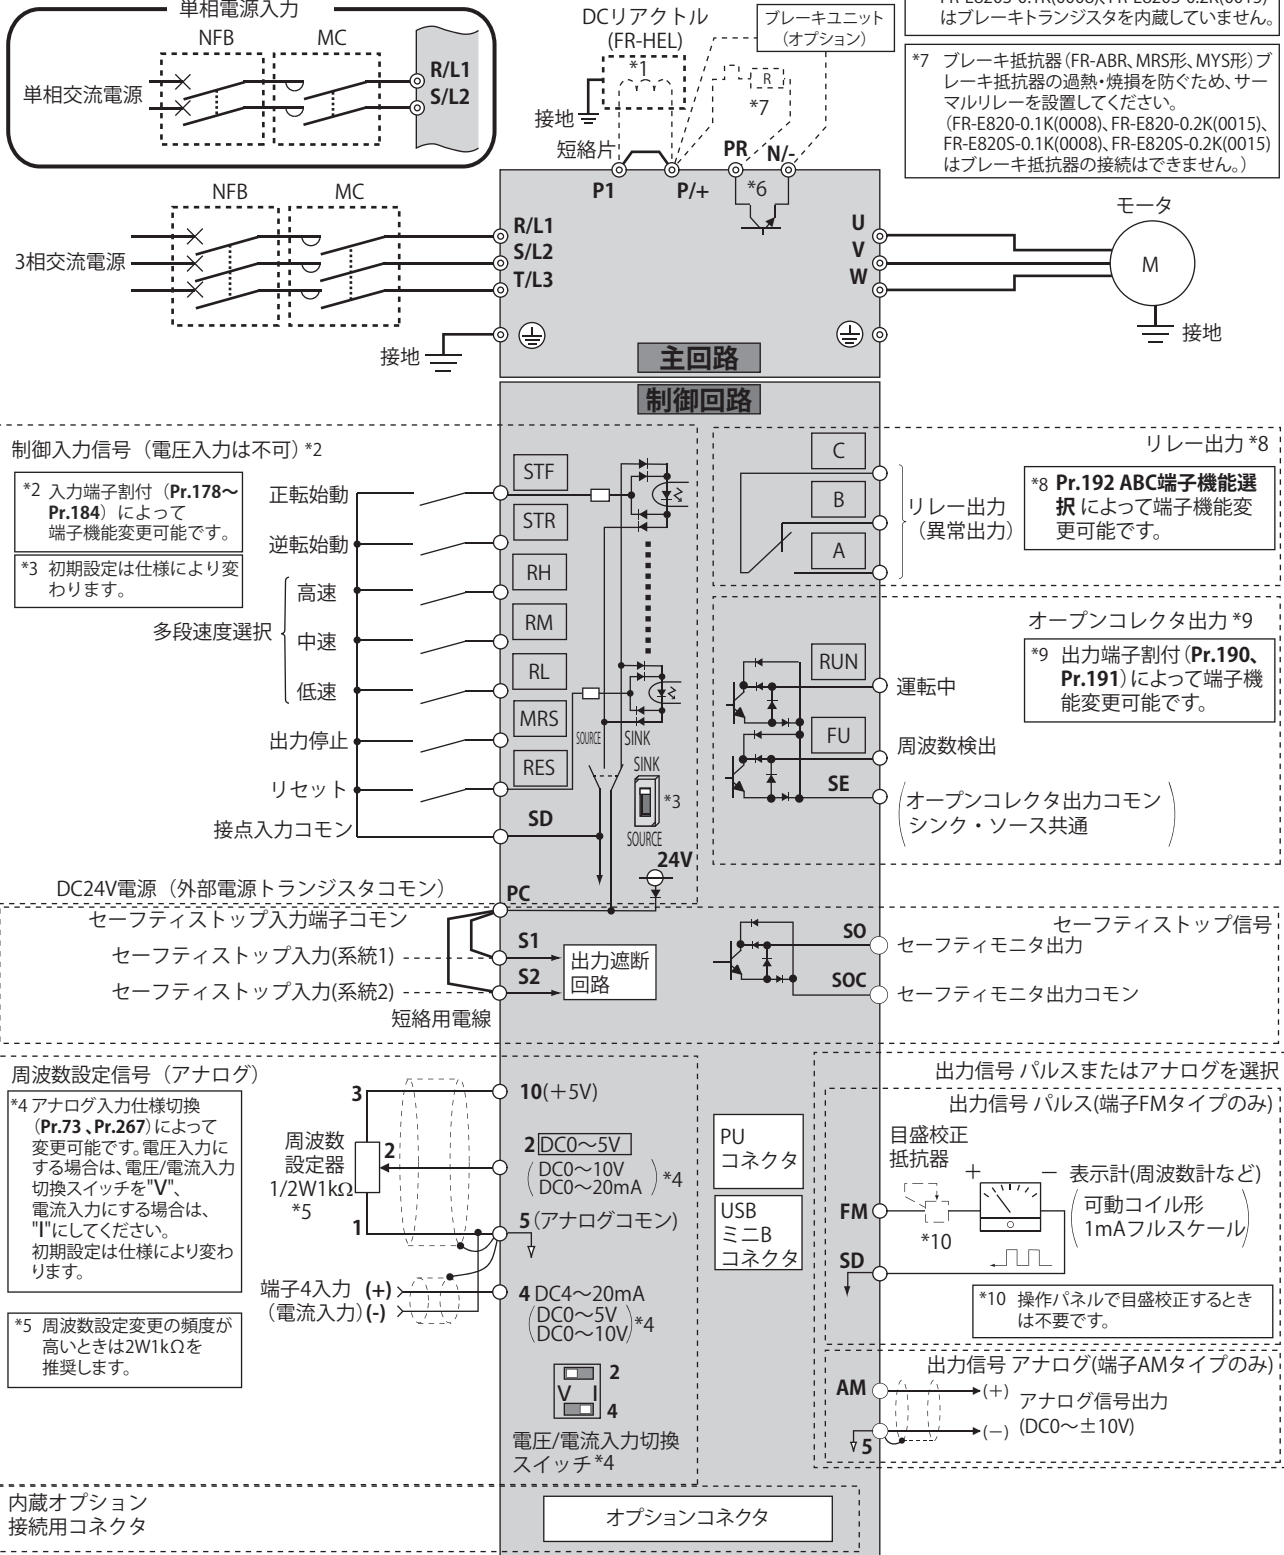 単相電源入力
NFB
MC
単相交流電源
R/L1
S/L2
DCリアクトル
(FR-HEL)
*1
接地
短絡片
ブレーキユニット
(オプション)
R
*7
はブレーキトランジスタを内蔵していません。
*7 ブレーキ抵抗器(FR-ABR、MRS形、MYS形)ブ
レーキ抵抗器の過熱・焼損を防ぐため、サー
マルリレーを設置してください。
(FR-E820-0.1K(0008)、FR-E820-0.2K(0015)、
FR-E820S-0.1K(0008)、FR-E820S-0.2K(0015)
はブレーキ抵抗器の接続はできません。)
P1
P/+
PR
N/-
*6
NFB
MC
3相交流電源
R/L1
S/L2
T/L3
接地
U
V
W
モータ
M
接地
主回路
制御回路
制御入力信号(電圧入力は不可)*2
*2 入力端子割付(Pr.178~
Pr.184)によって
端子機能変更可能です。
*3 初期設定は仕様により変
わります。
正転始動
逆転始動
多段速度選択
高速
中速
低速
出力停止
リセット
接点入力コモン
STF
STR
RH
RM
RL
MRS
RES
SD
SOURCE
SINK
SINK
*3
SOURCE
24V
DC24V電源(外部電源トランジスタコモン)
PC
C
B
A
リレー出力 *8
リレー出力
(異常出力)
*8 Pr.192 ABC端子機能選
択 によって端子機能変
更可能です。
オープンコレクタ出力 *9
*9 出力端子割付(Pr.190、
Pr.191)によって端子機
能変更可能です。
RUN
運転中
FU
周波数検出
SE
オープンコレクタ出力コモン
シンク・ソース共通
セーフティストップ入力端子コモン
セーフティストップ入力(系統1)
セーフティストップ入力(系統2)
短絡用電線
S1
S2
出力遮断
回路
セーフティストップ信号
SO
セーフティモニタ出力
SOC
セーフティモニタ出力コモン
周波数設定信号(アナログ)
*4 アナログ入力仕様切換
(Pr.73 、Pr.267)によって
変更可能です。電圧入力に
する場合は、電圧/電流入力
切換スイッチを"V"、
電流入力にする場合は、
"I"にしてください。
初期設定は仕様により変わ
ります。
*5 周波数設定変更の頻度が
高いときは2W1kΩを
推奨します。
周波数
設定器
1/2W1kΩ
*5
3
2
1
10(+5V)
2 DC0~5V
(DC0~10V
DC0~20mA)*4
5(アナログコモン)
端子4入力 (+)
(電流入力) (-)
4 DC4~20mA
(DC0~5V
DC0~10V)*4
2
V I
4
電圧/電流入力切換
スイッチ*4
PU
コネクタ
USB
ミニB
コネクタ
出力信号 パルスまたはアナログを選択
出力信号 パルス(端子FMタイプのみ)
目盛校正
抵抗器
+
-
表示計(周波数計など)
(可動コイル形
1mAフルスケール)
FM
*10
SD
*10 操作パネルで目盛校正するとき
は不要です。
出力信号 アナログ(端子AMタイプのみ)
AM
(+)
アナログ信号出力
(DC0~±10V)
(-)
5
内蔵オプション
接続用コネクタ
オプションコネクタ